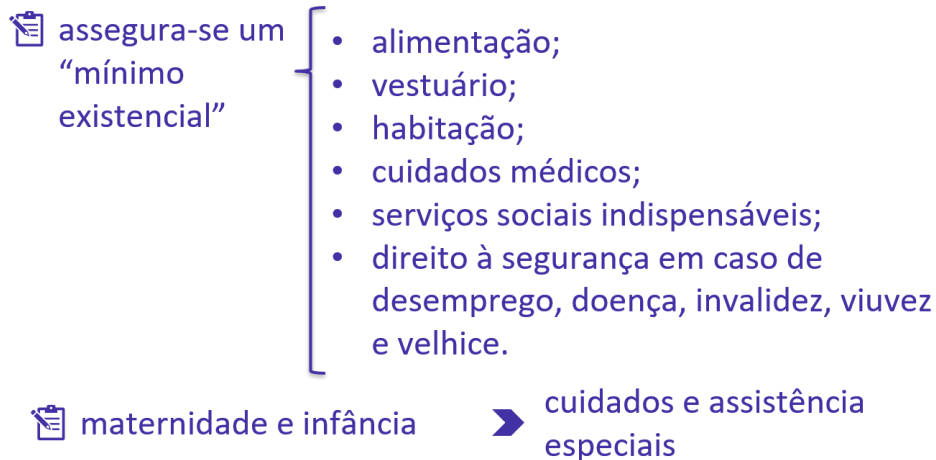 assegura-se um
“mínimo
existencial”
• alimentação;
• vestuário;
• habitação;
• cuidados médicos;
• serviços sociais indispensáveis;
• direito à segurança em caso de
desemprego, doença, invalidez, viuvez
e velhice.
maternidade e infância
cuidados e assistência
especiais